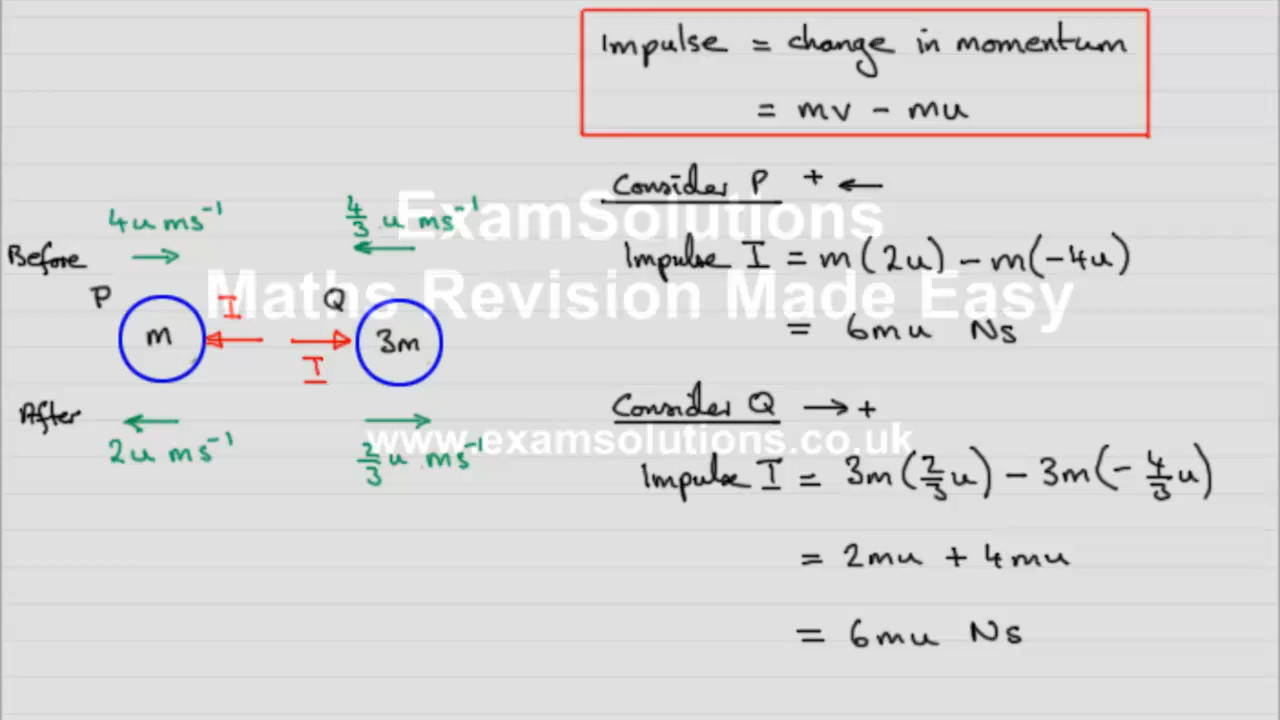 Impulse = change in momentum
= mv - mu
Consider P + ←
Impulse I = m(2u) - m(-4u)
= 6mu Ns
Consider Q → +
Impulse I = 3m(2/3 u) - 3m(-4/3 u)
= 2mu + 4mu
= 6mu Ns
4u ms⁻¹ 4/3 u ms⁻¹
Before
P I Q
m 3m
I
After
2u ms⁻¹ 2/3 u ms⁻¹
ExamSolutions
Maths Revision Made Easy
www.examsolutions.co.uk